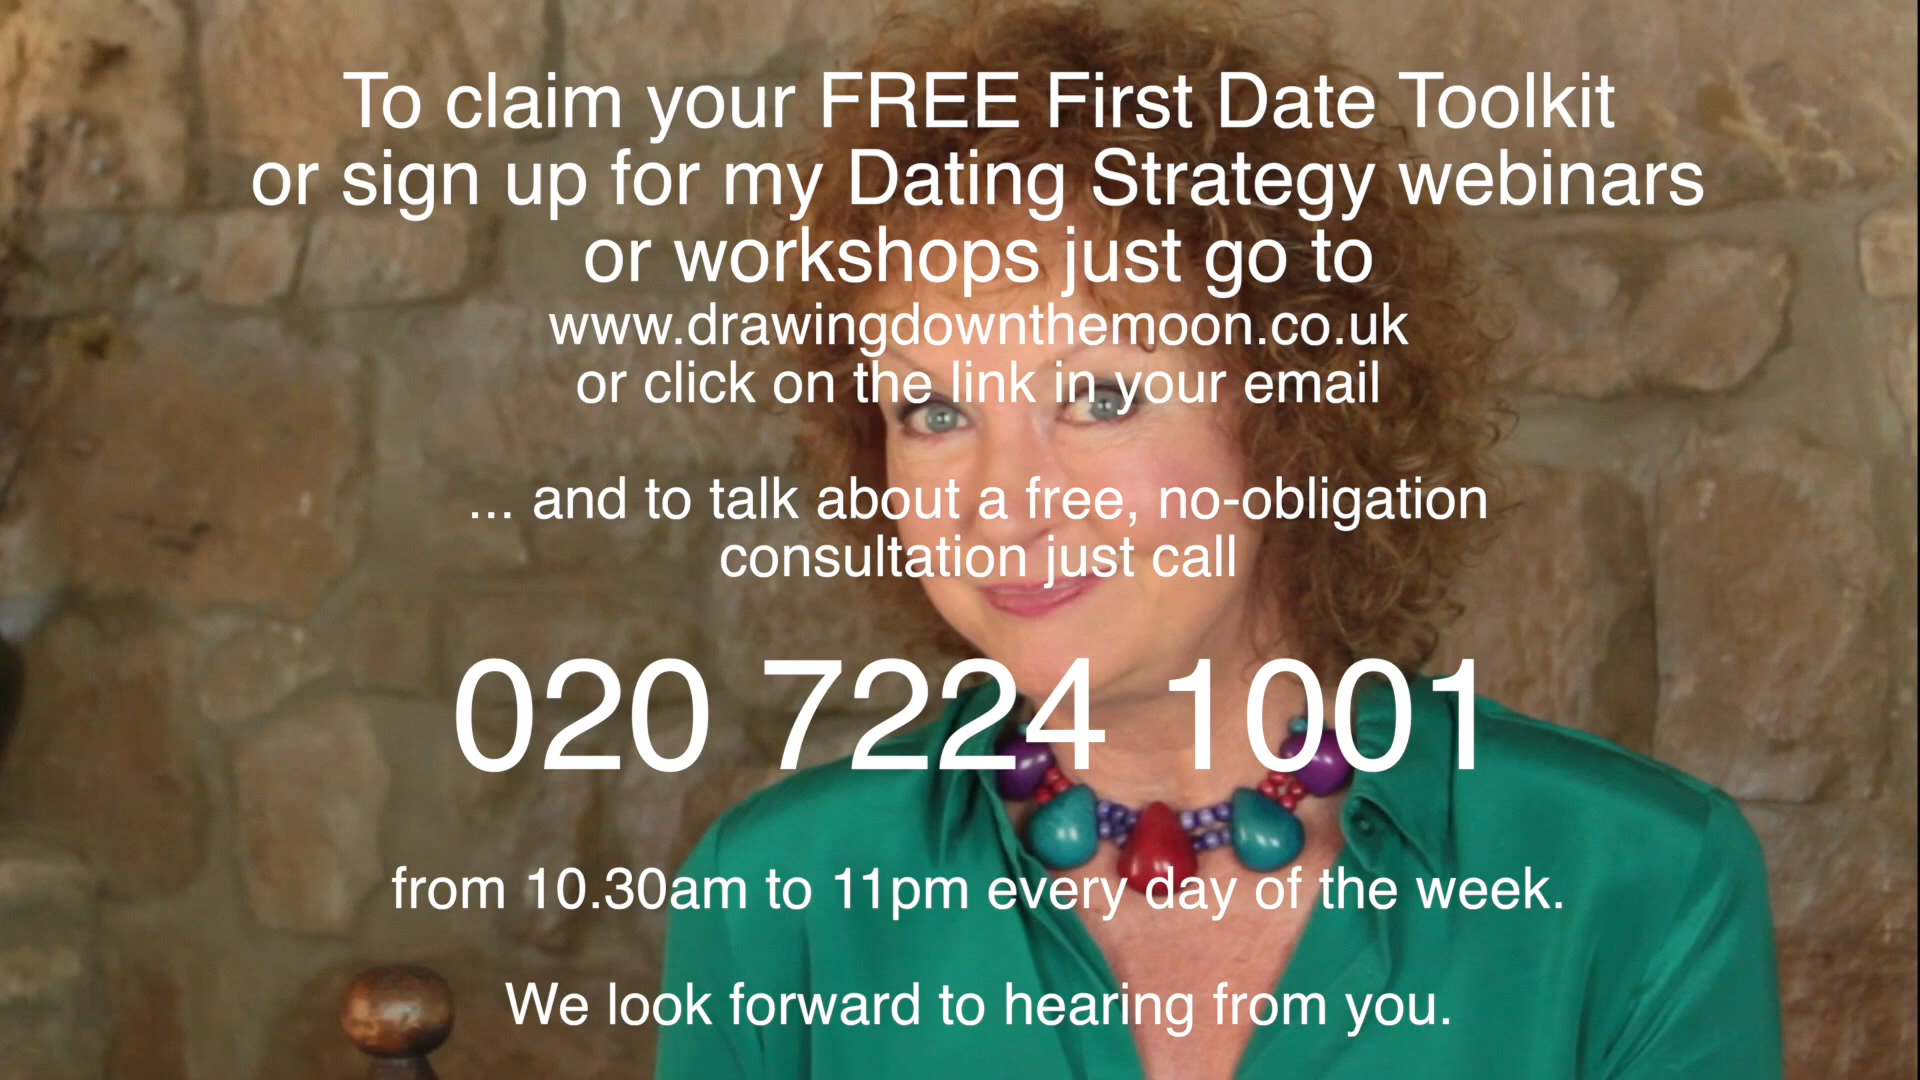 To claim your FREE First Date Toolkit
or sign up for my Dating Strategy webinars
or workshops just go to
www.drawingdownthemoon.co.uk
or click on the link in your email
... and to talk about a free, no-obligation
consultation just call
020 7224 1001
from 10.30am to 11pm every day of the week.
We look forward to hearing from you.